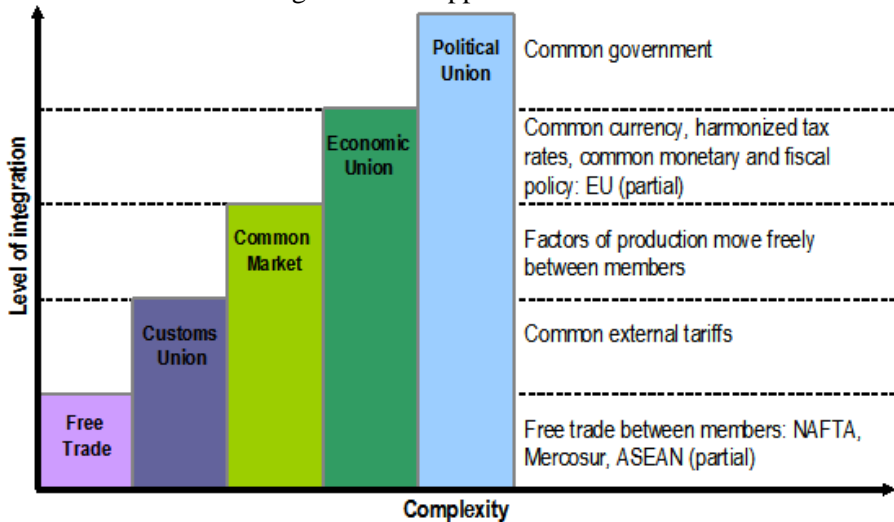 Political
Union
Common government
Economic
Union
Common currency, harmonized tax
rates, common monetary and fiscal
policy: EU (partial)
Common
Market
Factors of production move freely
between members
Customs
Union
Common external tariffs
Free
Trade
Free trade between members: NAFTA,
Mercosur, ASEAN (partial)
Level of integration
Complexity